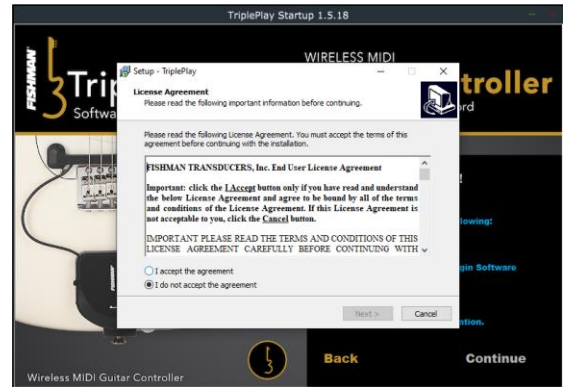 TriplePlay Startup 1.5.18
FISHMAN
WIRELESS MIDI
troller
Setup - TriplePlay
License Agreement
Please read the following important information before continuing.
Please read the following License Agreement. You must accept the terms of this
agreement before continuing with the installation.
FISHMAN TRANSDUCERS, Inc. End User License Agreement
Important: click the I Accept button only if you have read and understand
the below License Agreement and agree to be bound by all of the terms
and conditions of the License Agreement. If this License Agreement is
not acceptable to you, click the Cancel button.
IMPORTANT PLEASE READ THE TERMS AND CONDITIONS OF THIS
LICENSE AGREEMENT CAREFULLY BEFORE CONTINUING WITH
I accept the agreement
I do not accept the agreement
Next >
Cancel
lowing:
gin Software
ation.
Wireless MIDI Guitar Controller
Back
Continue